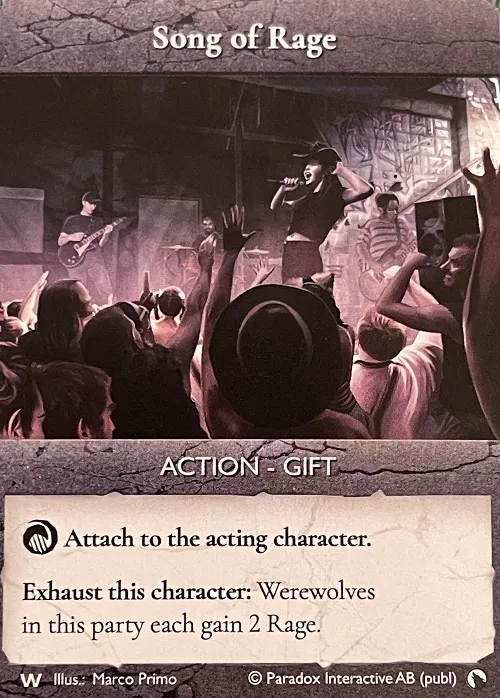 Song of Rage
ACTION - GIFT
Attach to the acting character.
Exhaust this character: Werewolves
in this party each gain 2 Rage.
W Illus.: Marco Primo © Paradox Interactive AB (publ)